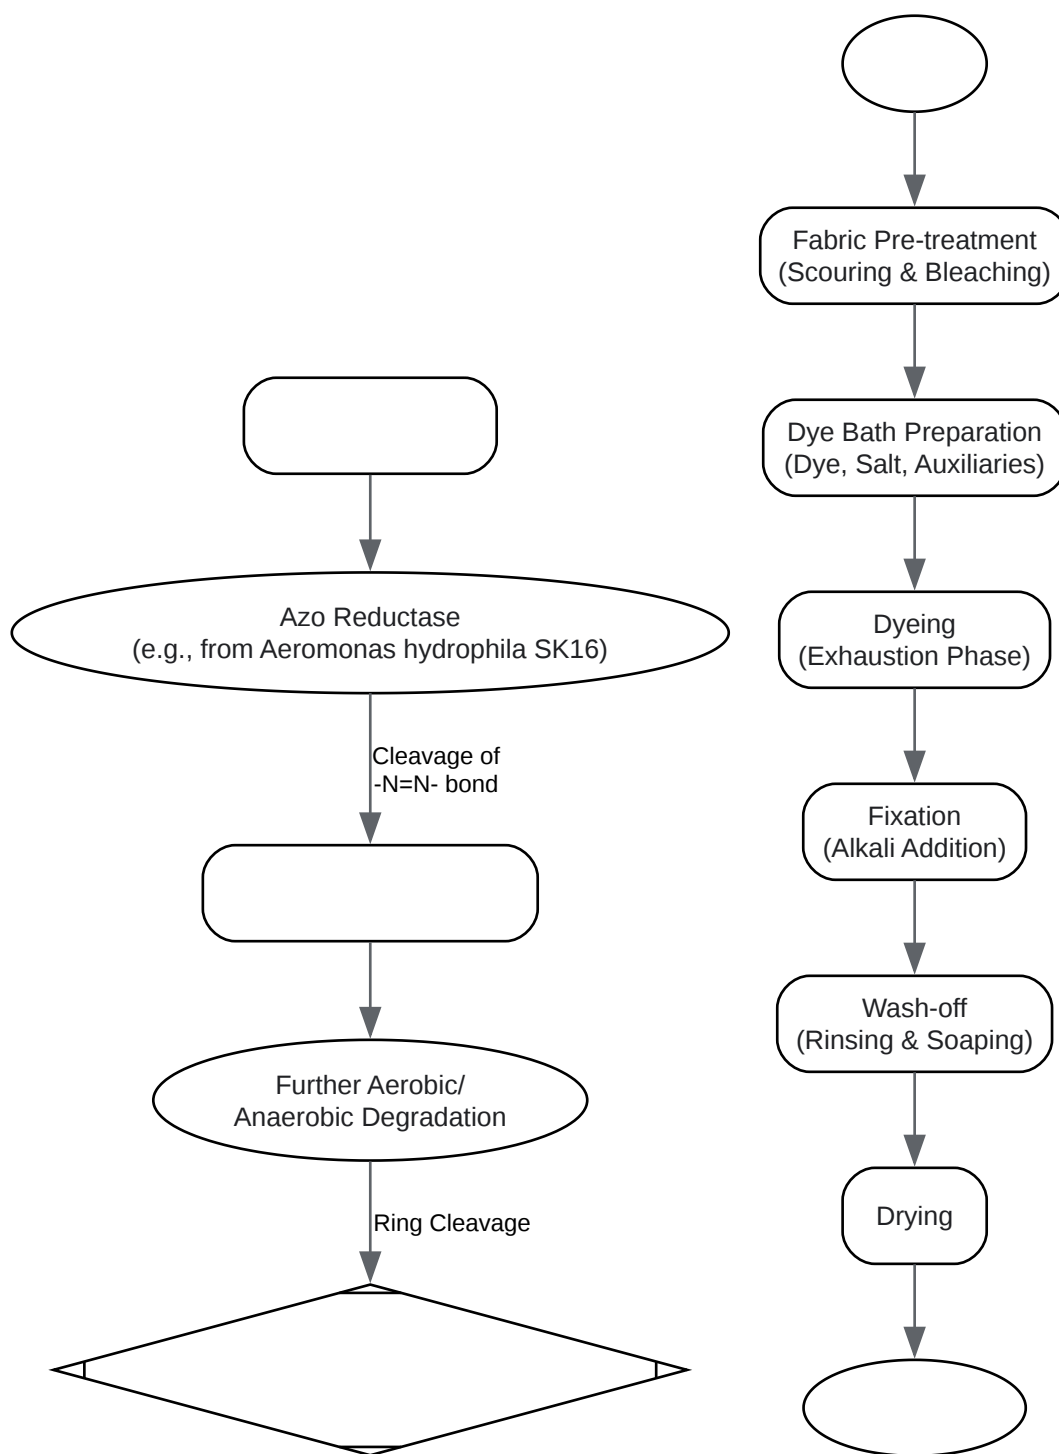 Fabric Pre-treatment
(Scouring & Bleaching)
Dye Bath Preparation
(Dye, Salt, Auxiliaries)
Dyeing
(Exhaustion Phase)
Fixation
(Alkali Addition)
Wash-off
(Rinsing & Soaping)
Drying
Azo Reductase
(e.g., from Aeromonas hydrophila SK16)
Cleavage of
-N=N- bond
Further Aerobic/
Anaerobic Degradation
Ring Cleavage